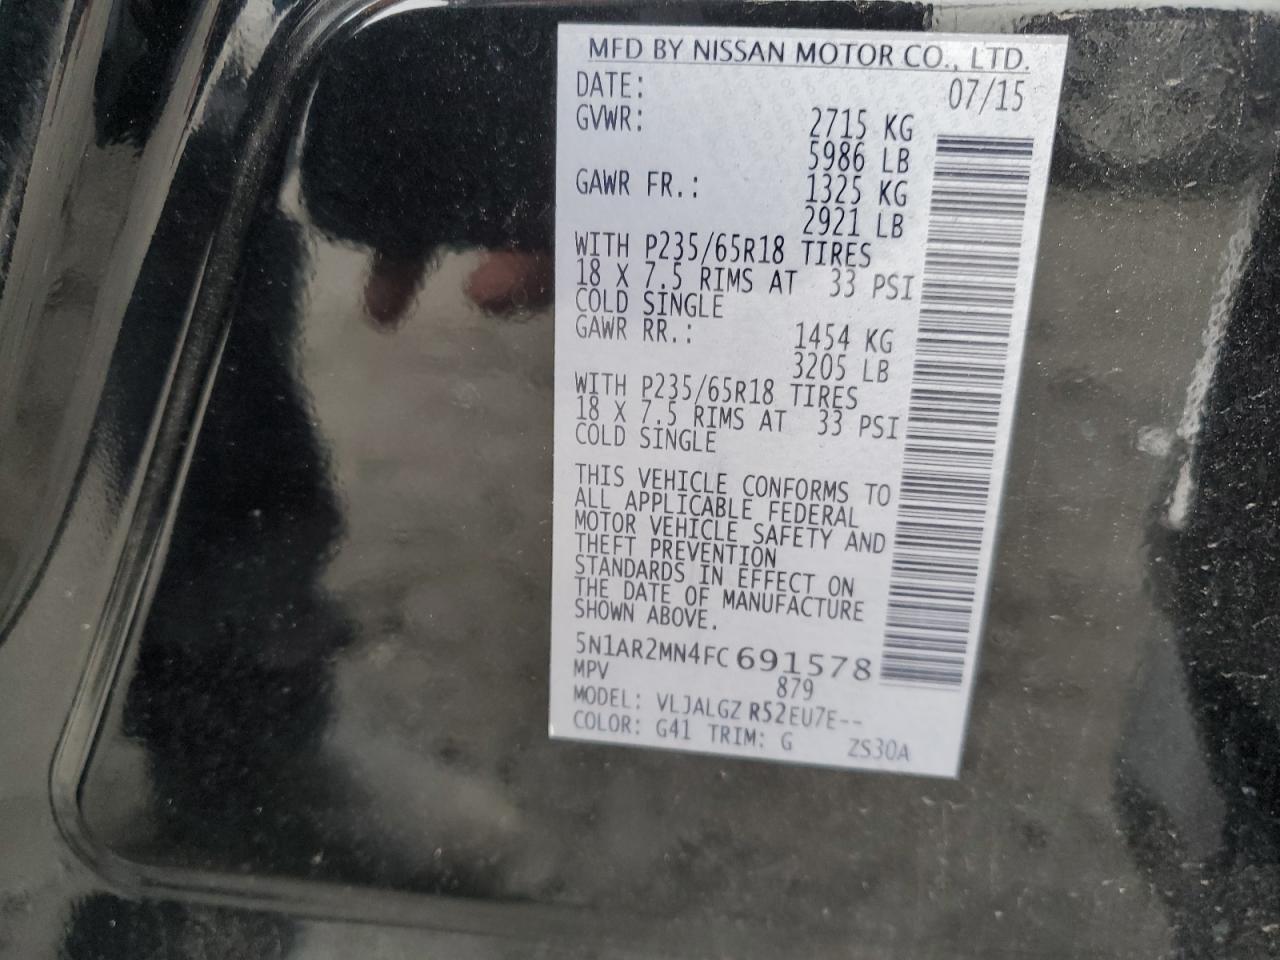 MFD BY NISSAN MOTOR CO., LTD.
DATE: 07/15
GVWR: 2715 KG
5986 LB
GAWR FR.: 1325 KG
2921 LB
WITH P235/65R18 TIRES
18 X 7.5 RIMS AT 33 PSI
COLD SINGLE
GAWR RR.: 1454 KG
3205 LB
WITH P235/65R18 TIRES
18 X 7.5 RIMS AT 33 PSI
COLD SINGLE
THIS VEHICLE CONFORMS TO
ALL APPLICABLE FEDERAL
MOTOR VEHICLE SAFETY AND
THEFT PREVENTION
STANDARDS IN EFFECT ON
THE DATE OF MANUFACTURE
SHOWN ABOVE.
5N1AR2MN4FC691578
MPV 879
MODEL: VLJALGZ R52EU7E--
COLOR: G41 TRIM: G ZS30A